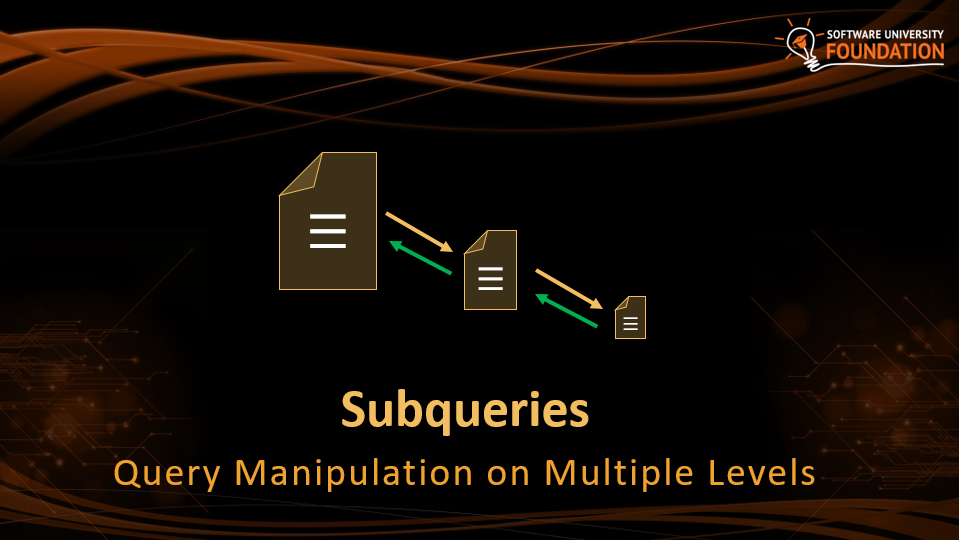 SOFTWARE UNIVERSITY
FOUNDATION
Subqueries
Query Manipulation on Multiple Levels